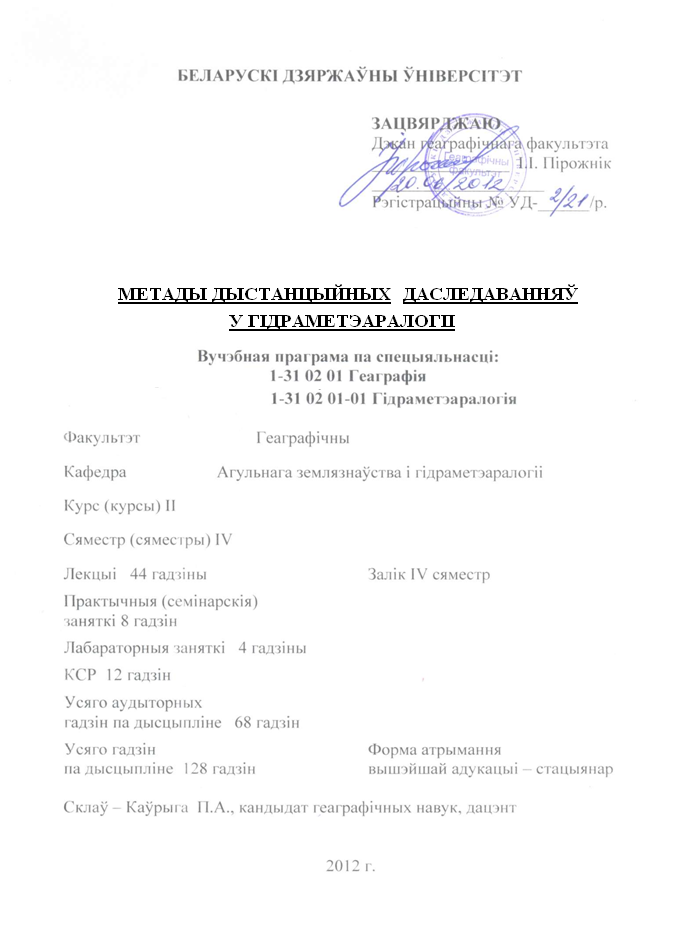 БЕЛАРУСКІ ДЗЯРЖАЎНЫ ЎНІВЕРСІТЭТ
ЗАЦВЯРДЖАЮ
Дэкан геаграфічнага факультэта
І.І. Пірожнік
20.06/2012
Рэгістрацыйны № УД- 2/21 /р.
Геаграфічны
факультэт
МЕТАДЫ ДЫСТАНЦЫЙНЫХ ДАСЛЕДАВАННЯЎ
У ГІДРАМЕТЭАРАЛОГІІ
Вучэбная праграма па спецыяльнасці:
1-31 02 01 Геаграфія
1-31 02 01-01 Гідраметэаралогія
Факультэт Геаграфічны
Кафедра Агульнага землязнаўства і гідраметэаралогіі
Курс (курсы) II
Сяместр (сяместры) IV
Лекцыі 44 гадзіны Залік IV сяместр
Практычныя (семінарскія)
заняткі 8 гадзін
Лабараторныя заняткі 4 гадзіны
КСР 12 гадзін
Усяго аудыторных
гадзін па дысцыпліне 68 гадзін
Усяго гадзін Форма атрымання
па дысцыпліне 128 гадзін вышэйшай адукацыі – стацыянар
Склаў – Каўрыга П.А., кандыдат геаграфічных навук, дацэнт
2012 г.